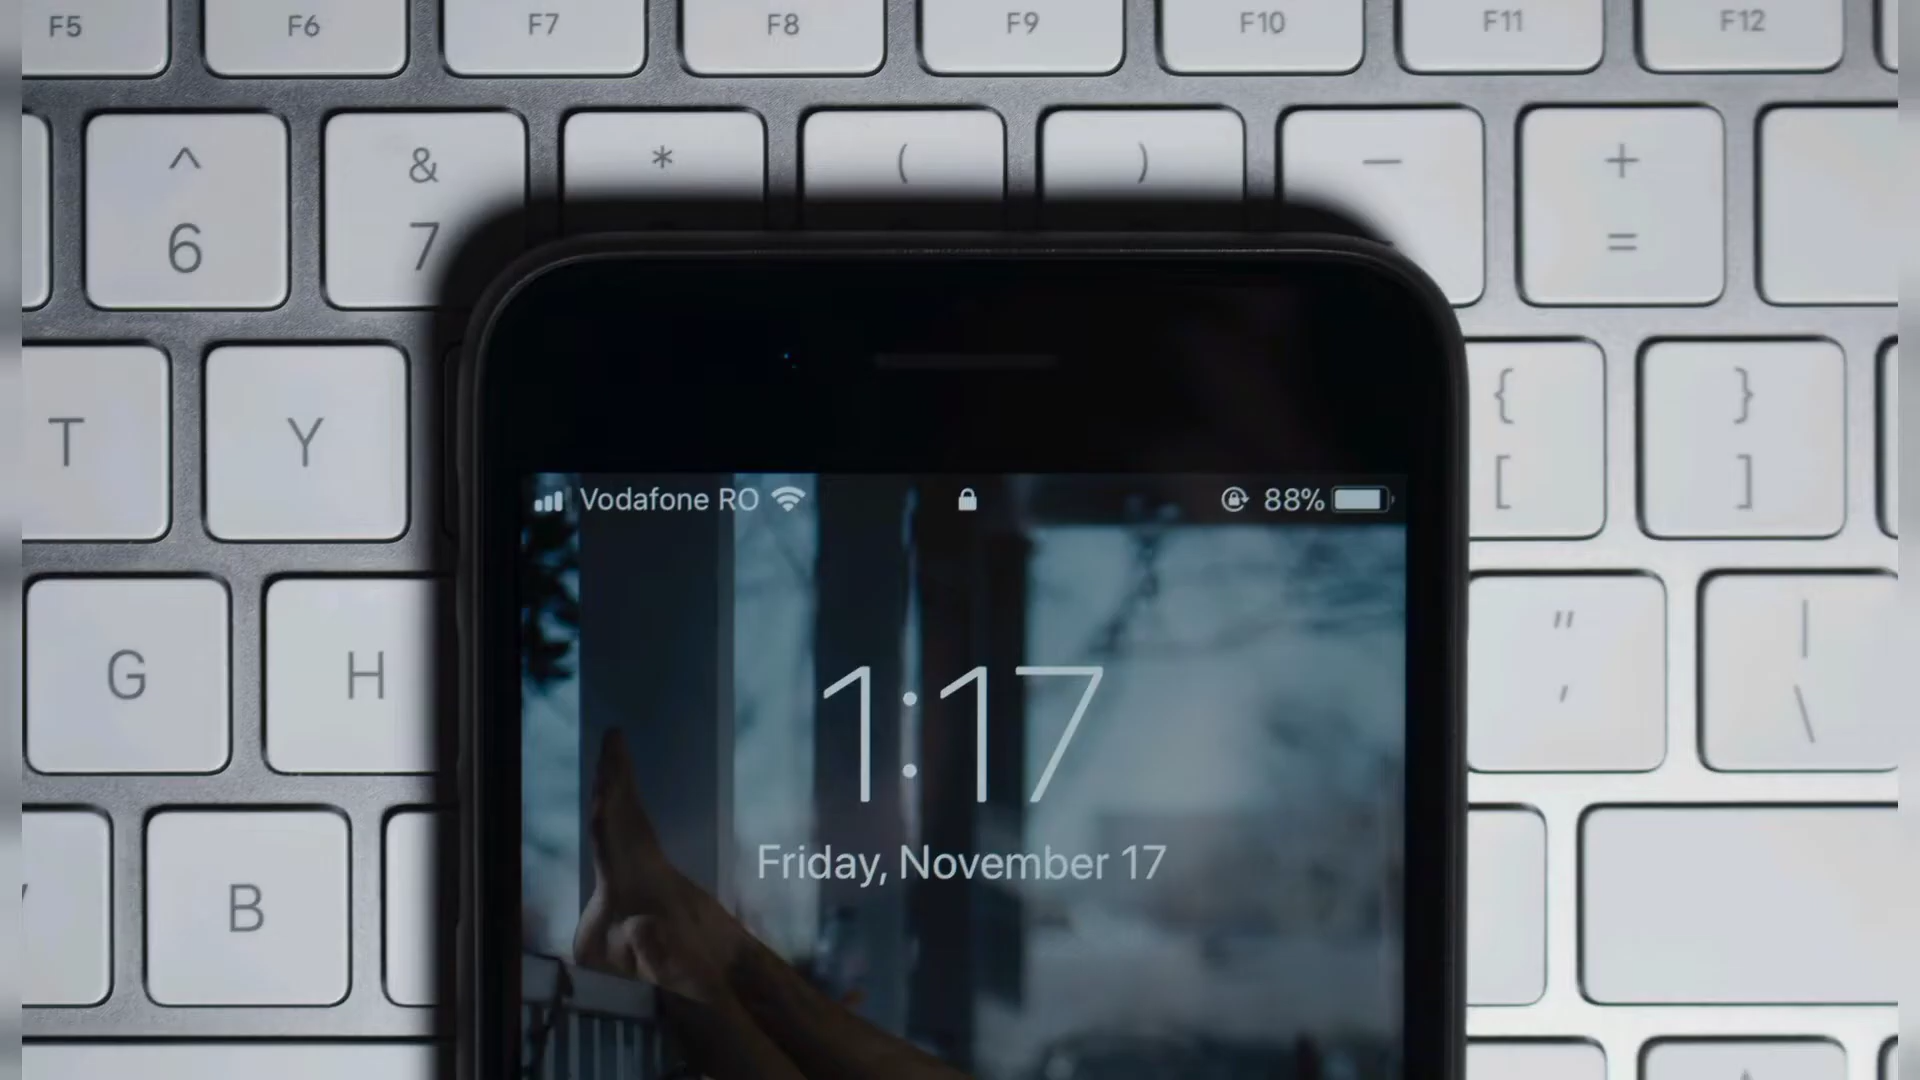 F5 F6 F7 F8 F9 F10 F11 F12
^ & * ( ) — +
6 7 =
Vodafone RO 88%
T Y { }
[ ]
1:17
G H " |
' \
Friday, November 17
B